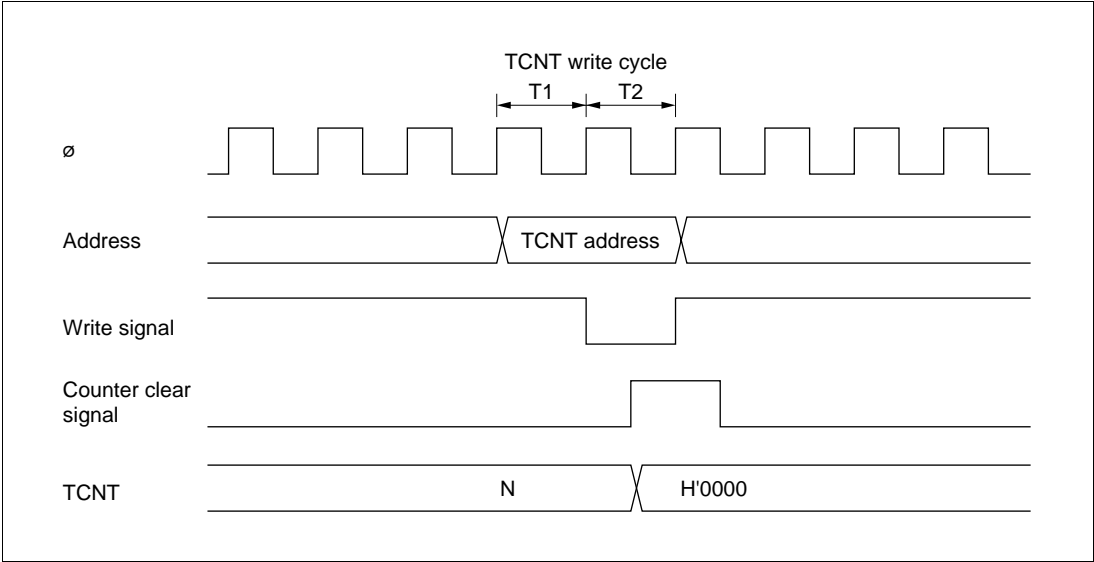 TCNT write cycle
T1 T2
ø
Address TCNT address
Write signal
Counter clear
signal
TCNT N H'0000